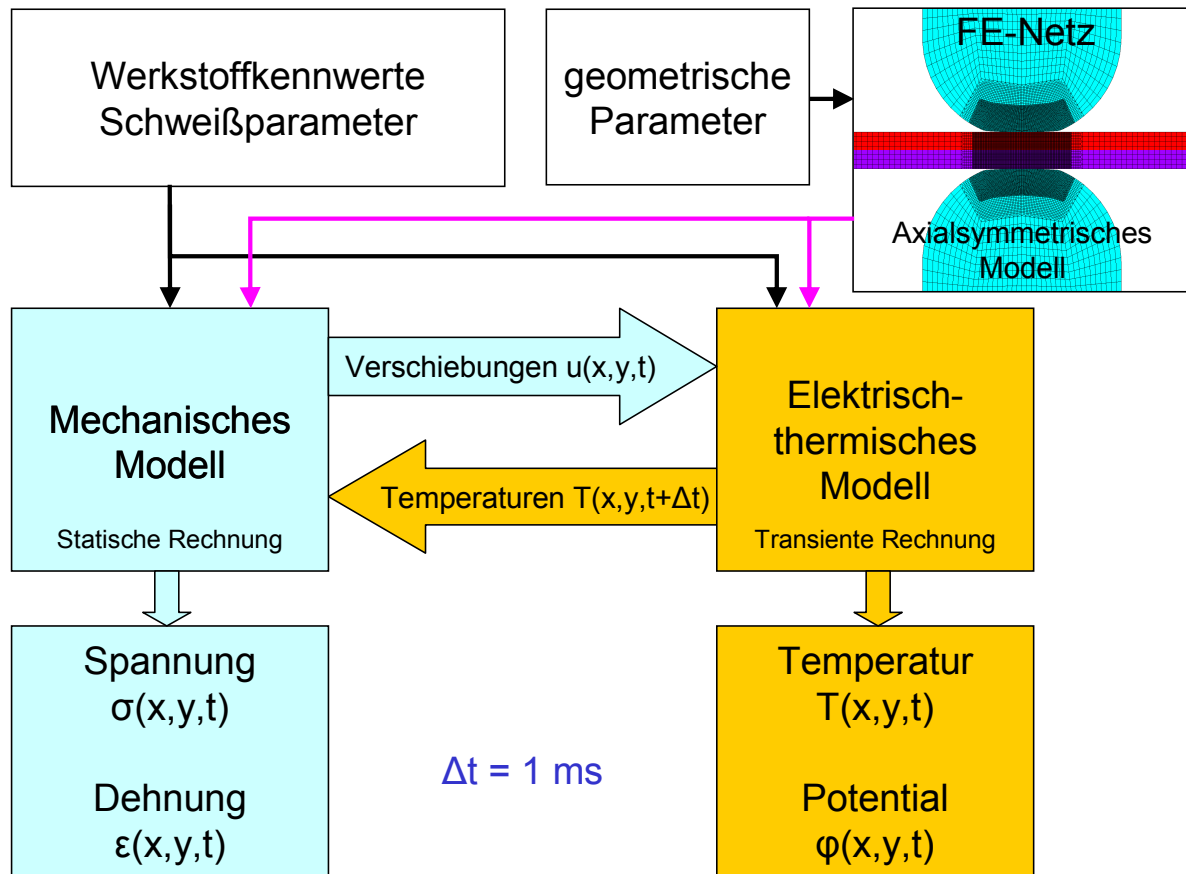 Werkstoffkennwerte
Schweißparameter
geometrische
Parameter
FE-Netz
Axialsymmetrisches
Modell
Verschiebungen u(x,y,t)
Mechanisches
Modell
Statische Rechnung
Elektrisch-
thermisches
Modell
Transiente Rechnung
Temperaturen T(x,y,t+Δt)
Spannung
σ(x,y,t)
Dehnung
ε(x,y,t)
Δt = 1 ms
Temperatur
T(x,y,t)
Potential
φ(x,y,t)